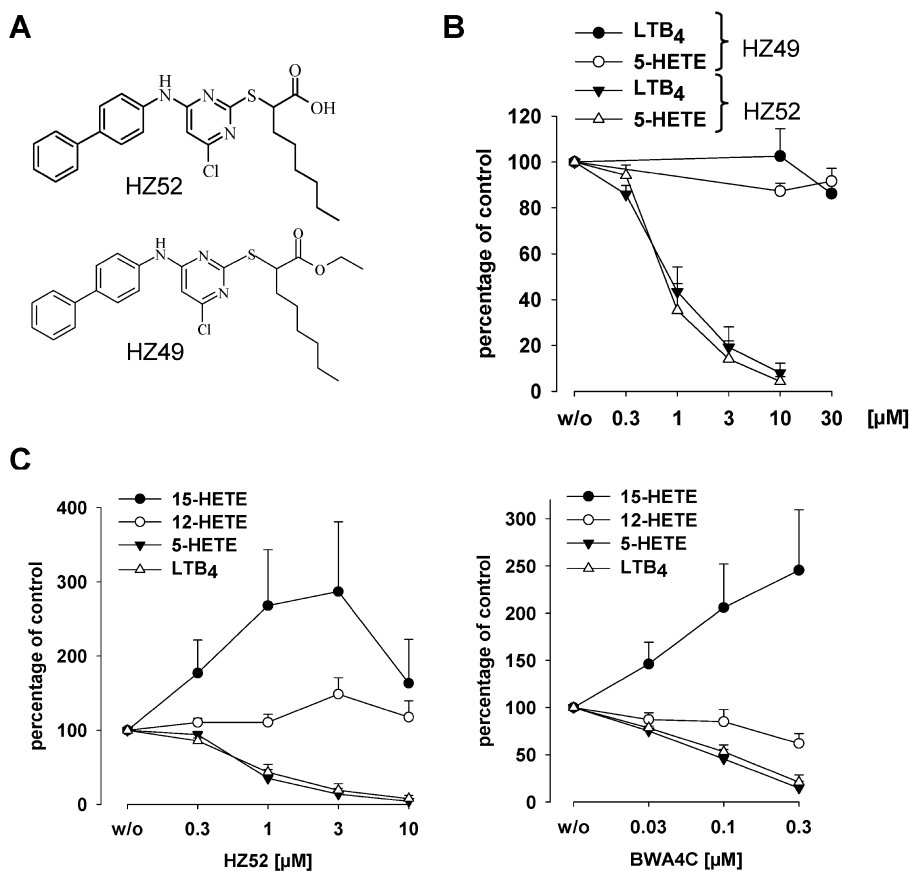 A
H
N
N
S
O
OH
N
Cl
HZ52
H
N
N
S
O
O
N
Cl
HZ49
B
LTB4
5-HETE
HZ49
LTB4
5-HETE
HZ52
percentage of control
120
100
80
60
40
20
0
w/o 0.3 1 3 10 30 [µM]
C
15-HETE
12-HETE
5-HETE
LTB4
percentage of control
400
300
200
100
0
w/o 0.3 1 3 10
HZ52 [µM]
15-HETE
12-HETE
5-HETE
LTB4
percentage of control
300
250
200
150
100
50
0
w/o 0.03 0.1 0.3
BWA4C [µM]